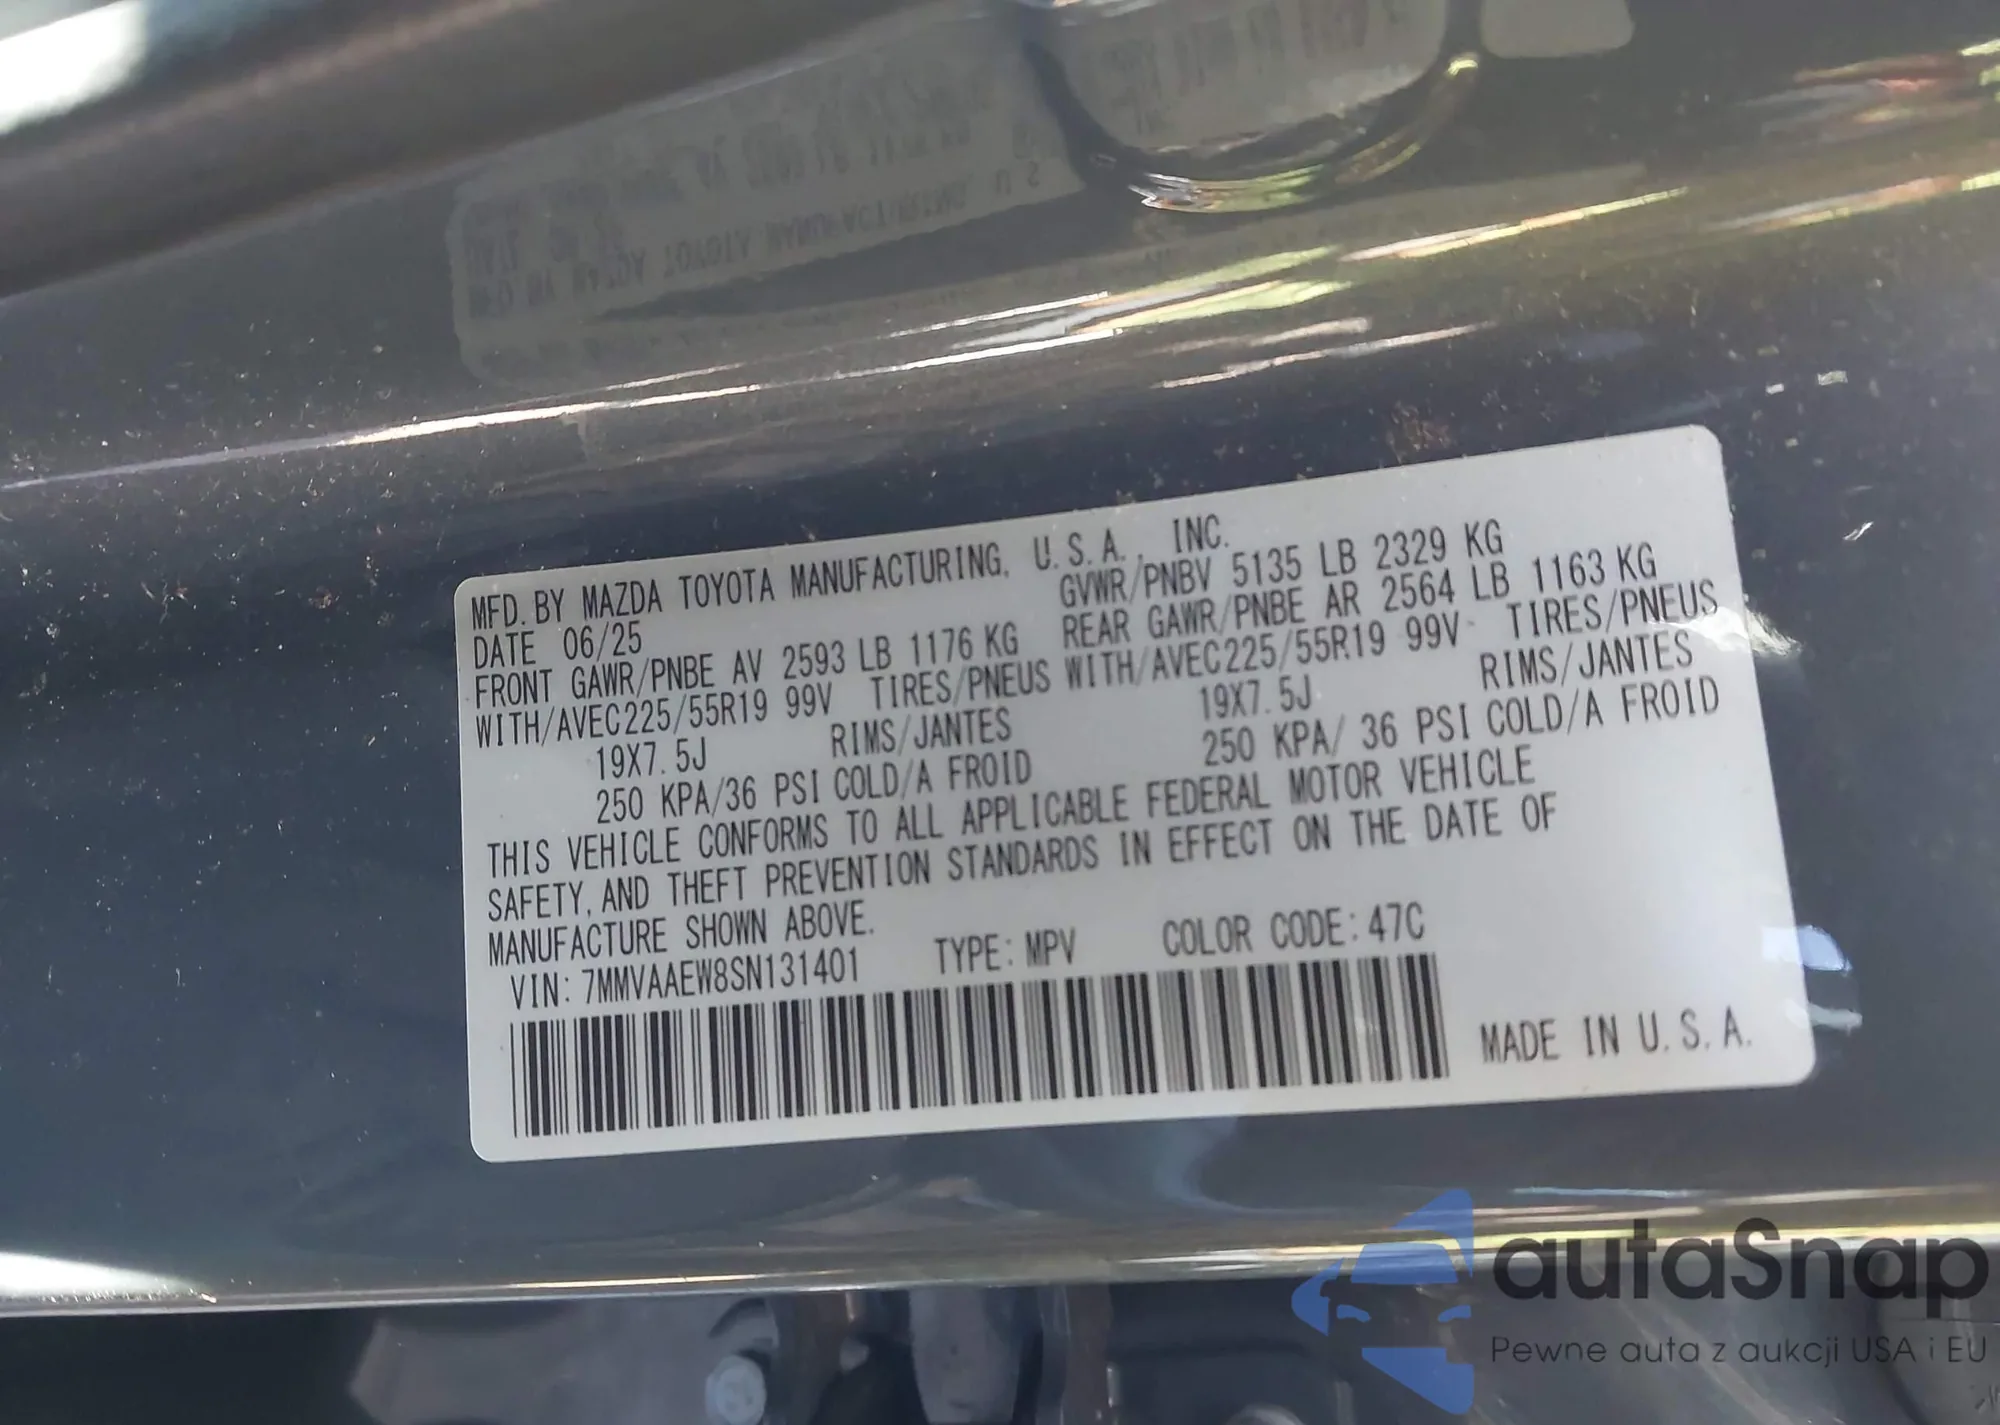 MFD. BY MAZDA TOYOTA MANUFACTURING, U.S.A., INC.
DATE 06/25 GVWR/PNBV 5135 LB 2329 KG
FRONT GAWR/PNBE AV 2593 LB 1176 KG REAR GAWR/PNBE AR 2564 LB 1163 KG
WITH/AVEC225/55R19 99V TIRES/PNEUS WITH/AVEC225/55R19 99V TIRES/PNEUS
19X7.5J RIMS/JANTES 19X7.5J RIMS/JANTES
250 KPA/36 PSI COLD/A FROID 250 KPA/ 36 PSI COLD/A FROID
THIS VEHICLE CONFORMS TO ALL APPLICABLE FEDERAL MOTOR VEHICLE
SAFETY, AND THEFT PREVENTION STANDARDS IN EFFECT ON THE DATE OF
MANUFACTURE SHOWN ABOVE.
VIN: 7MMVAAEW8SN131401 TYPE: MPV COLOR CODE: 47C
MADE IN U.S.A.
autaSnap
Pewne auta z aukcji USA i EU